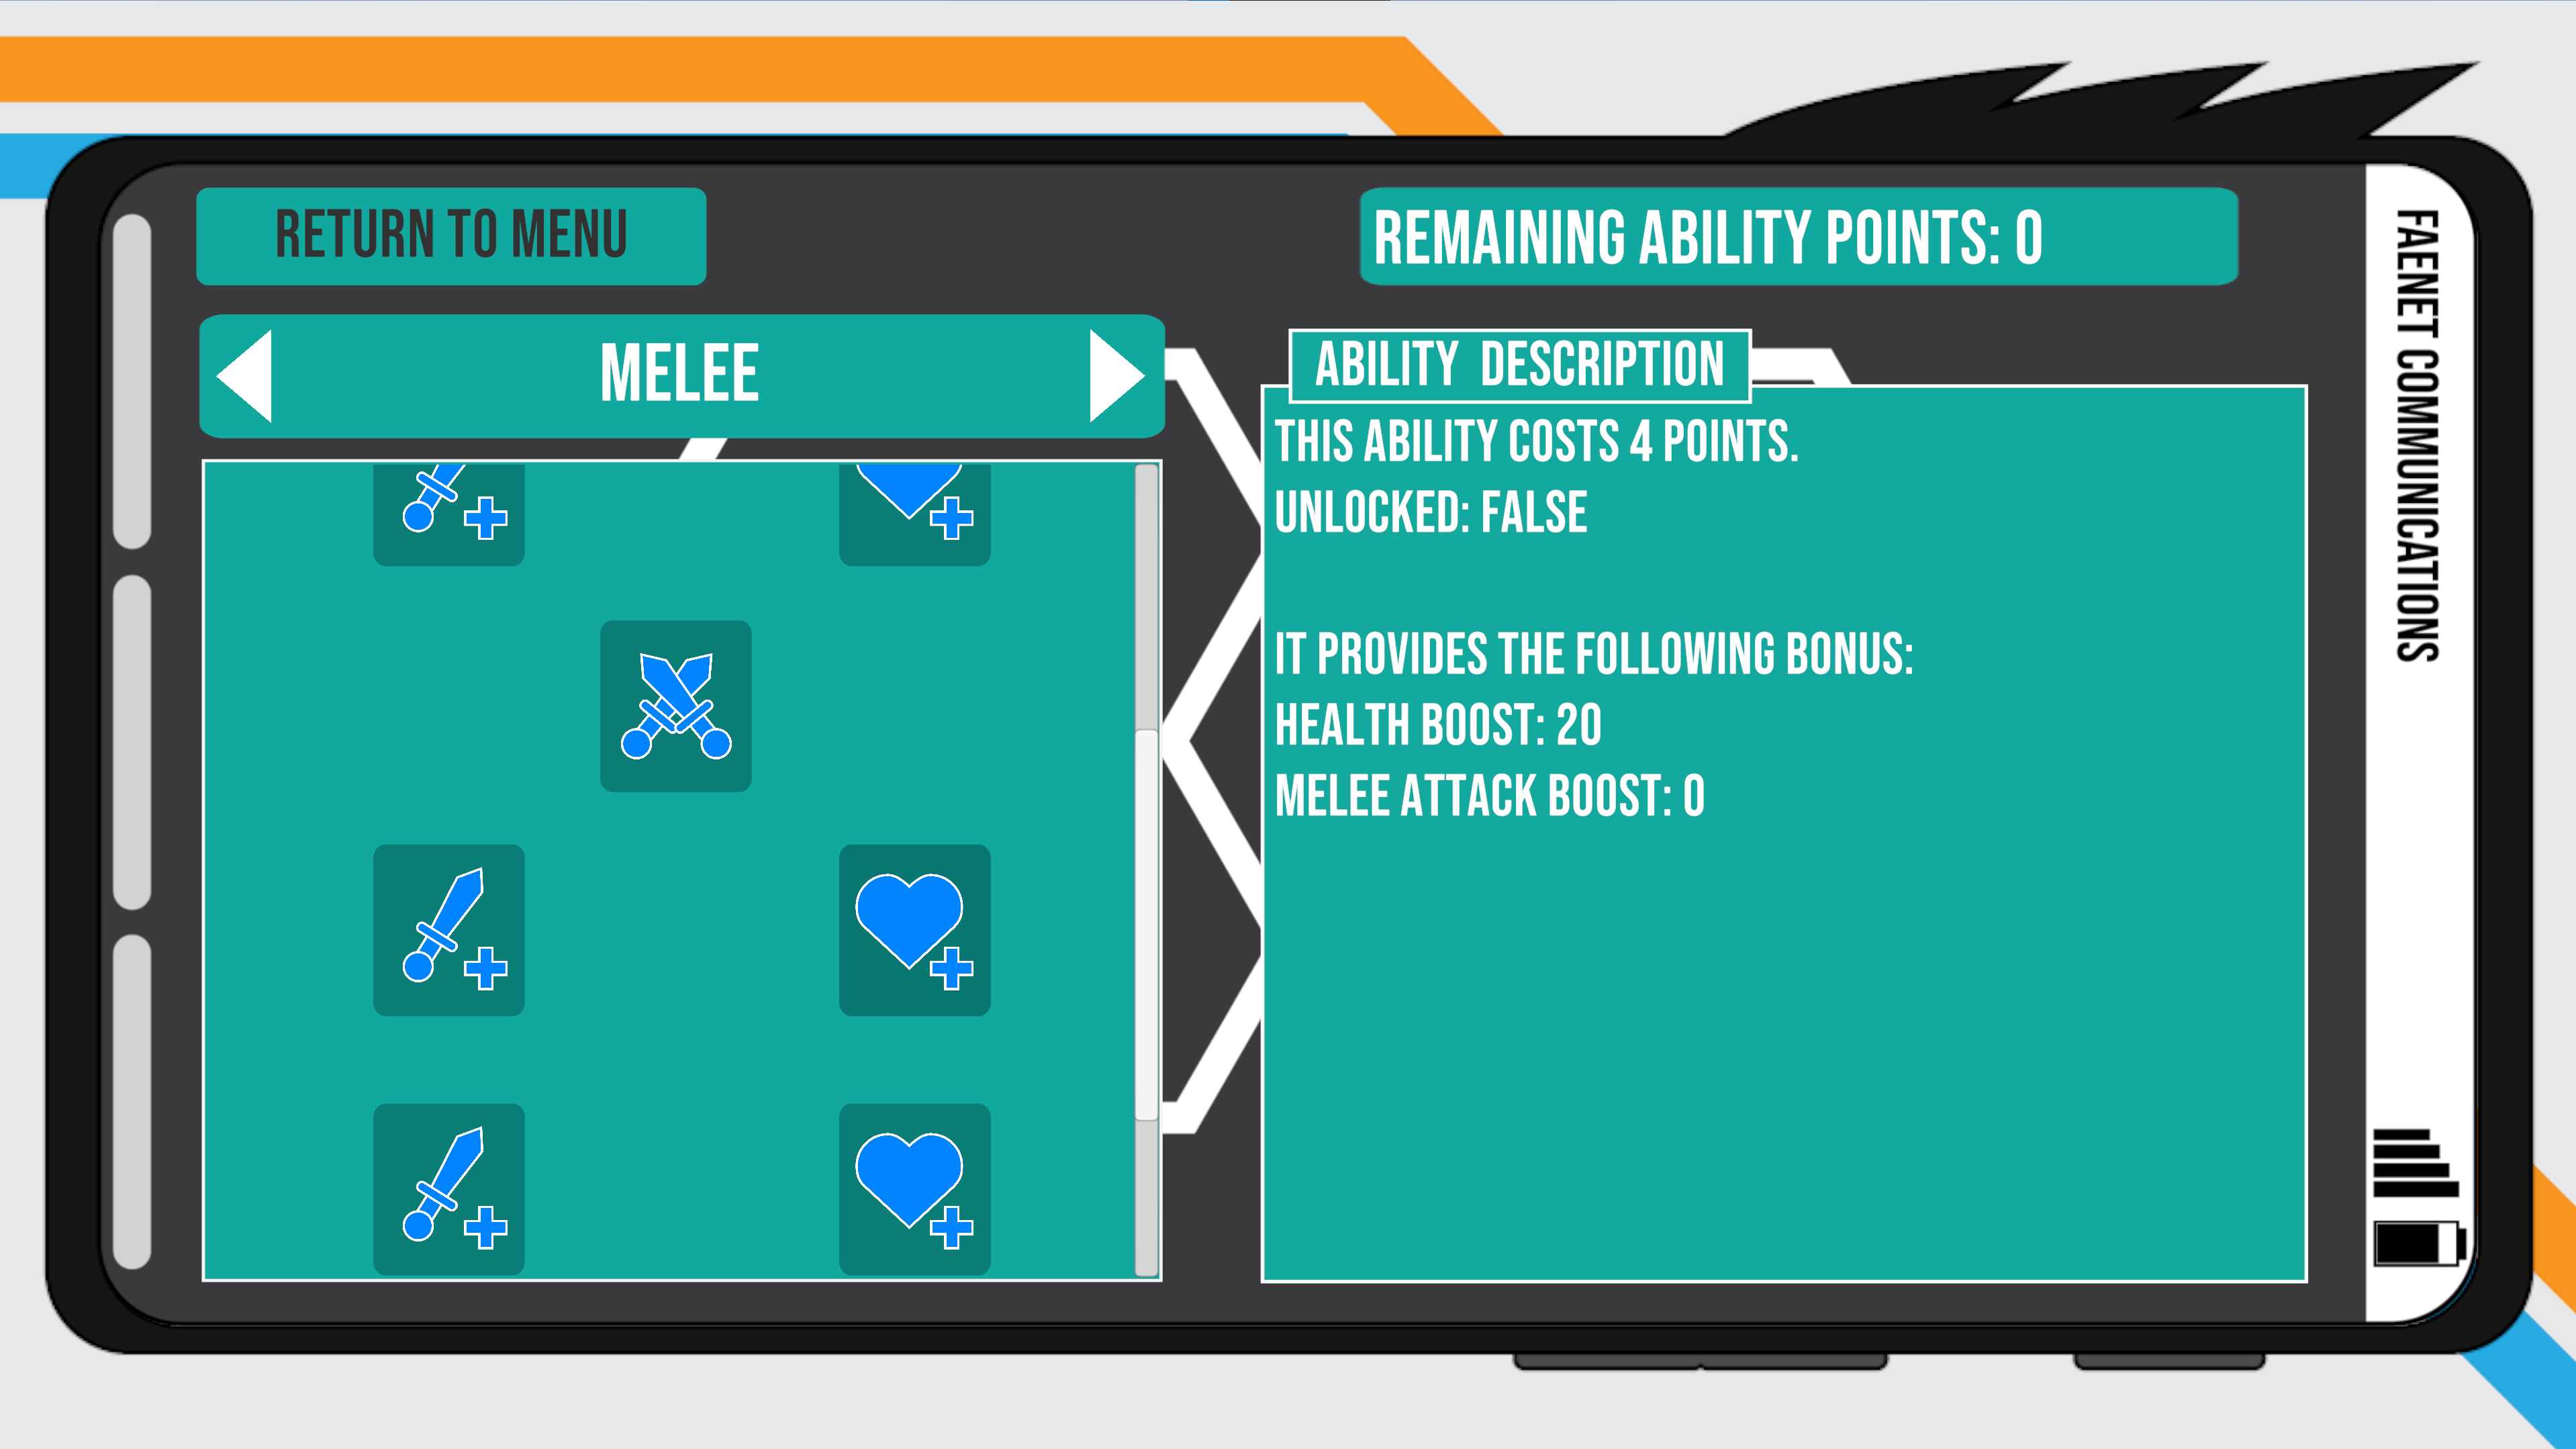 RETURN TO MENU
REMAINING ABILITY POINTS: 0
MELEE
ABILITY DESCRIPTION
THIS ABILITY COSTS 4 POINTS.
UNLOCKED: FALSE
IT PROVIDES THE FOLLOWING BONUS:
HEALTH BOOST: 20
MELEE ATTACK BOOST: 0
FAENET COMMUNICATIONS